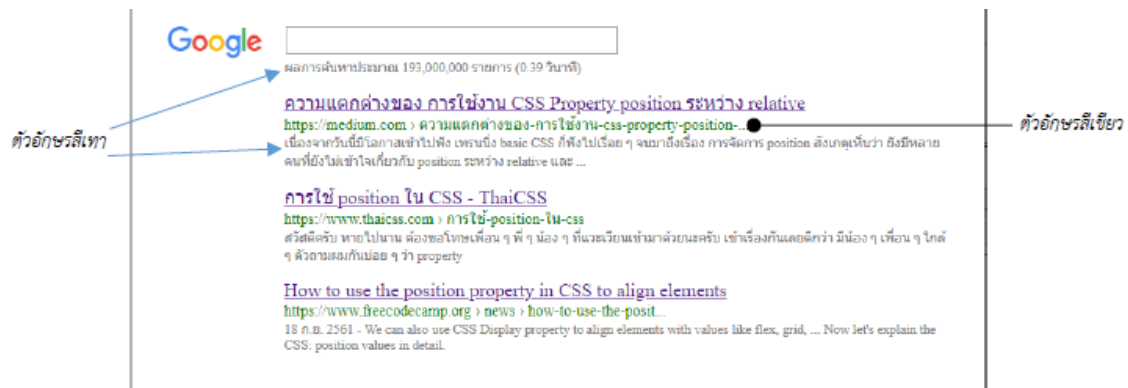 Google
ผลการค้นหาประมาณ 193,000,000 รายการ (0.39 วินาที)
ความแตกต่างของ การใช้งาน CSS Property position ระหว่าง relative
https://medium.com › ความแตกต่างของ-การใช้งาน-css-property-position-...
ตัวอักษรสีเขียว
ตัวอักษรสีเทา
เนื่องจากวันนี้มีโอกาสเข้าไปฟัง เทรนนิ่ง basic CSS ก็ฟังไปเรื่อย ๆ จนมาถึงเรื่อง การจัดการ position สังเกตุเห็นว่า ยังมีหลาย
คนที่ยังไม่เข้าใจเกี่ยวกับ position ระหว่าง relative และ ...
การใช้ position ใน CSS - ThaiCSS
https://www.thaicss.com › การใช้-position-ใน-css
สวัสดีครับ หายไปนาน ต้องขอโทษเพื่อน ๆ พี่ ๆ น้อง ๆ ที่แวะเวียนเข้ามาด้วยนะครับ เข้าเรื่องกันเลยดีกว่า มีน้อง ๆ เพื่อน ๆ ใกล้
ๆ ตัวถามผมกันบ่อย ๆ ว่า property
How to use the position property in CSS to align elements
https://www.freecodecamp.org › news › how-to-use-the-posit...
18 ก.ย. 2561 - We can also use CSS Display property to align elements with values like flex, grid, ... Now let's explain the
CSS: position values in detail.